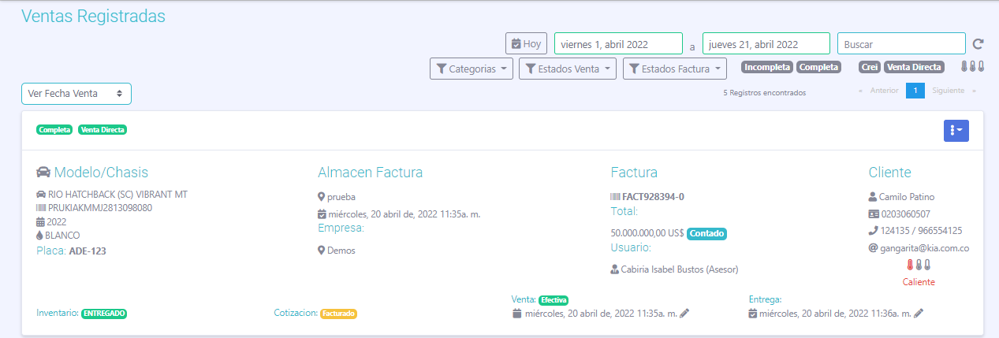 Ventas Registradas
Hoy viernes 1, abril 2022 a jueves 21, abril 2022 Buscar
Categorias Estados Venta Estados Factura Incompleta Completa Crei Venta Directa
Ver Fecha Venta 5 Registros encontrados « Anterior 1 Siguiente »
Completa Venta Directa
Modelo/Chasis
RIO HATCHBACK (SC) VIBRANT MT
PRUKIAKMMJ2813098080
2022
BLANCO
Placa: ADE-123
Almacen Factura
prueba
miércoles, 20 abril de, 2022 11:35a. m.
Empresa:
Demos
Factura
FACT928394-0
Total:
50.000.000,00 US$ Contado
Usuario:
Cabiria Isabel Bustos (Asesor)
Cliente
Camilo Patino
0203060507
124135 / 966554125
gangarita@kia.com.co
Caliente
Inventario: ENTREGADO
Cotizacion: Facturado
Venta: Efectiva
miércoles, 20 abril de, 2022 11:35a. m.
Entrega:
miércoles, 20 abril de, 2022 11:36a. m.